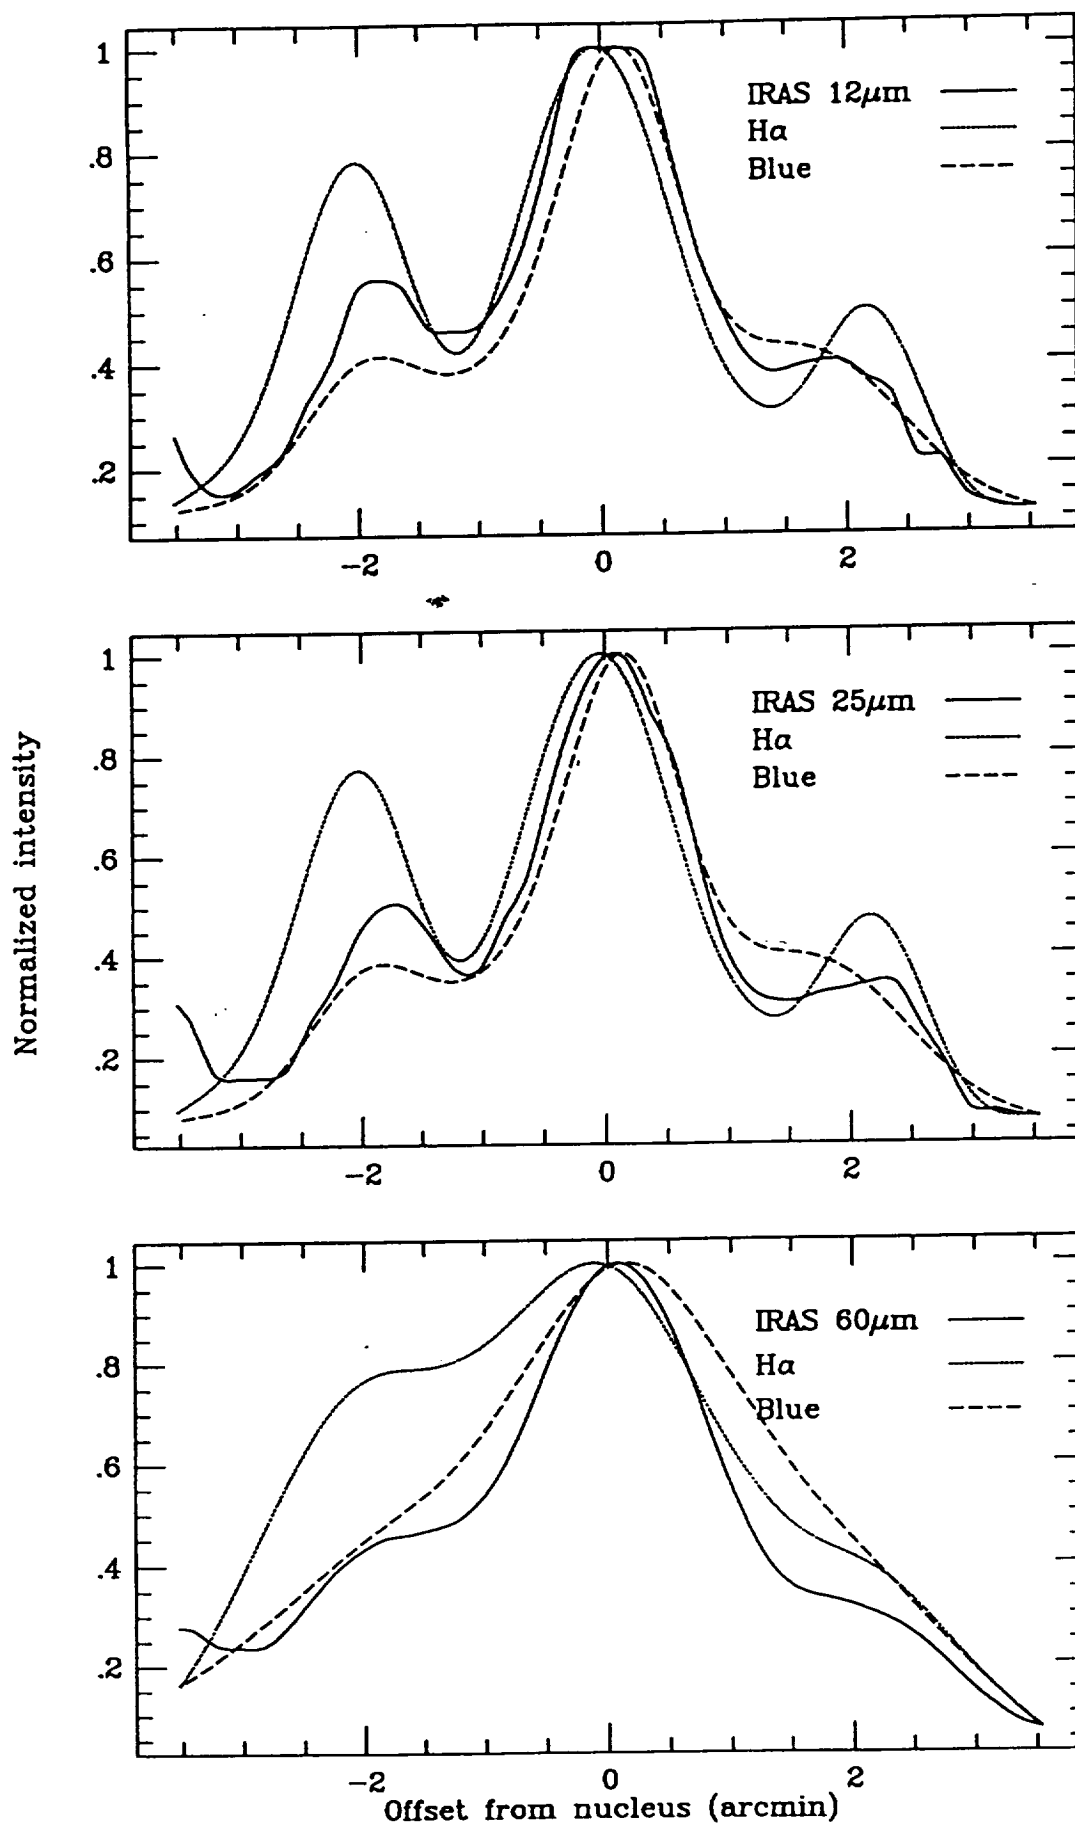 1
.8
.6
.4
.2
IRAS 12μm
Hα
Blue
-2 0 2
1
.8
.6
.4
.2
IRAS 25μm
Hα
Blue
-2 0 2
Normalized intensity
1
.8
.6
.4
.2
IRAS 60μm
Hα
Blue
-2 0 2
Offset from nucleus (arcmin)